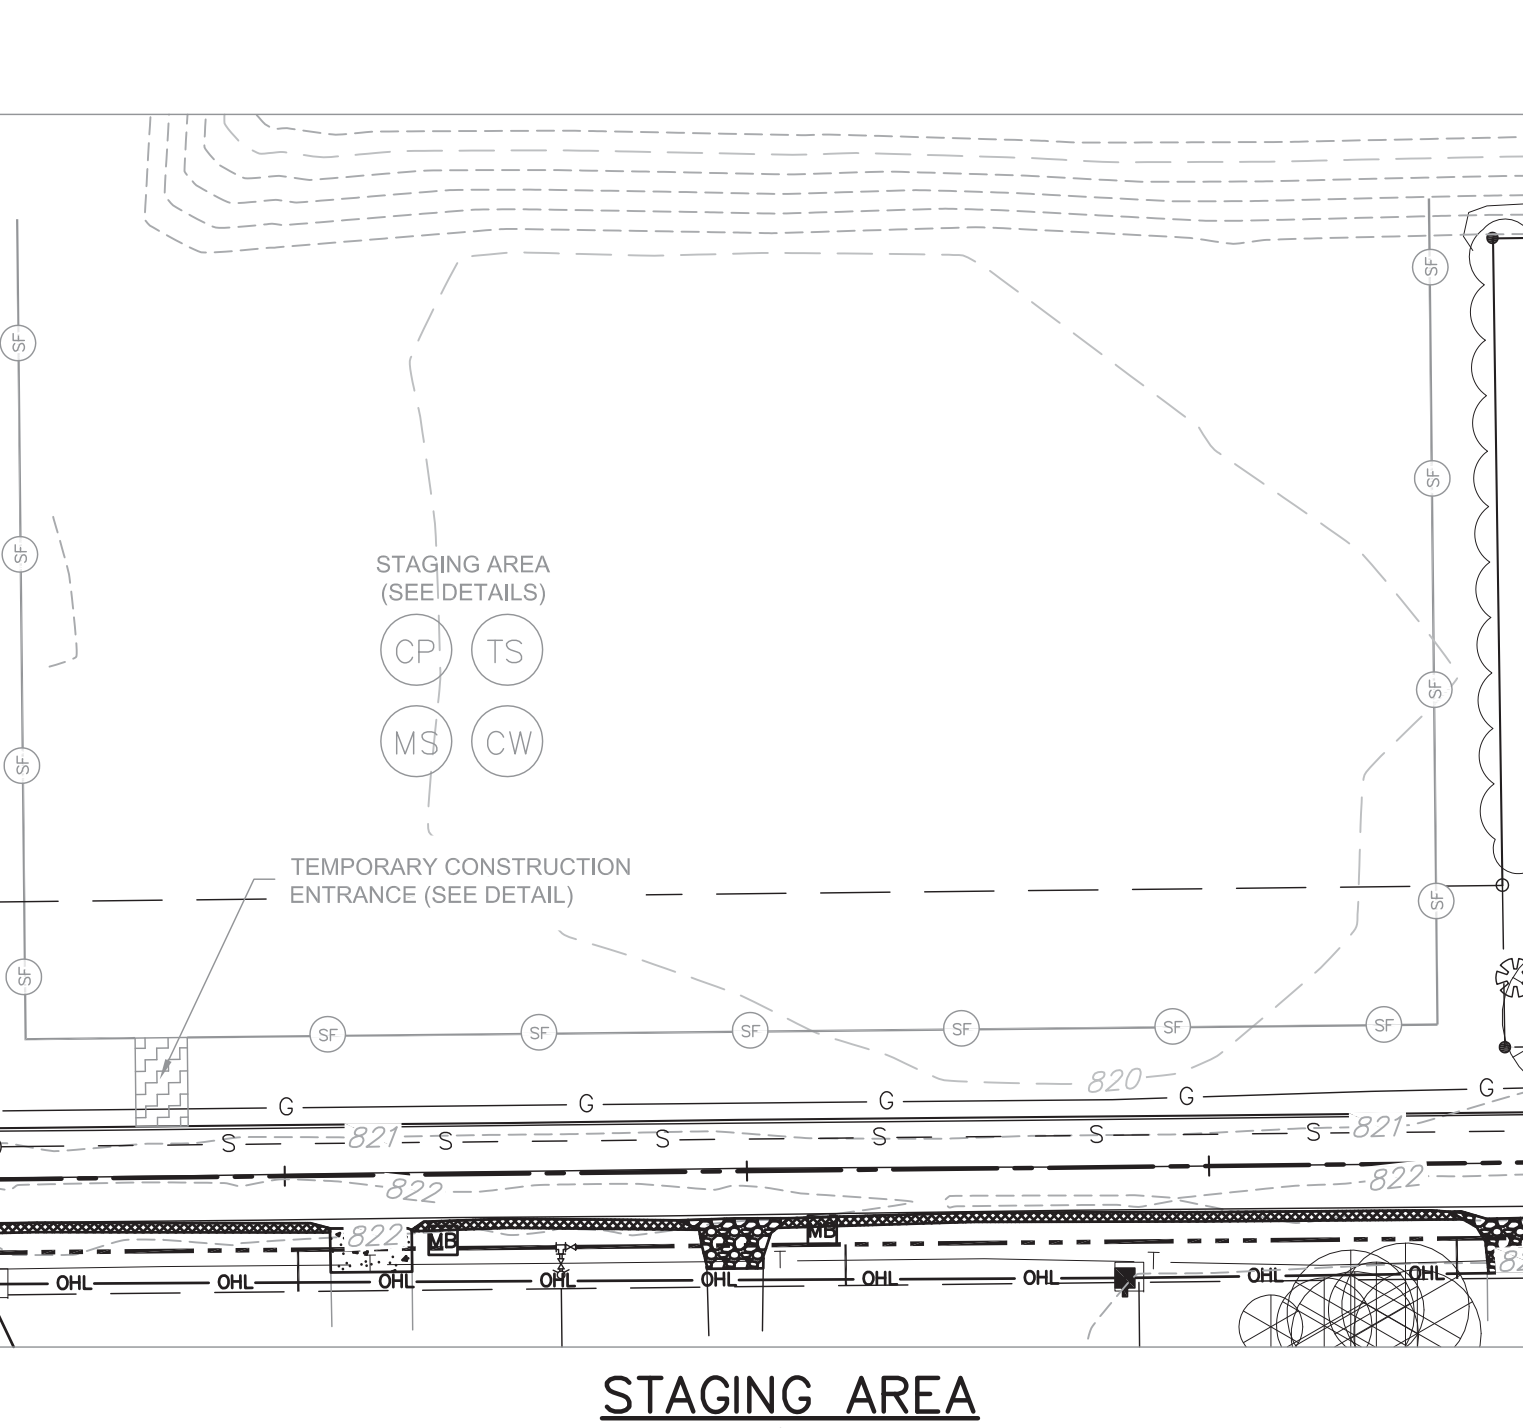 SF
SF
SF
SF
STAGING AREA
(SEE DETAILS)
CP TS
SF
MS CW
SF
TEMPORARY CONSTRUCTION
ENTRANCE (SEE DETAIL)
SF
SF
SF SF SF SF SF SF
820
G G G G G
821 S S S S S S 821
822 822
822 MB MB
OHL OHL OHL OHL OHL OHL OHL OHL OHL
STAGING AREA